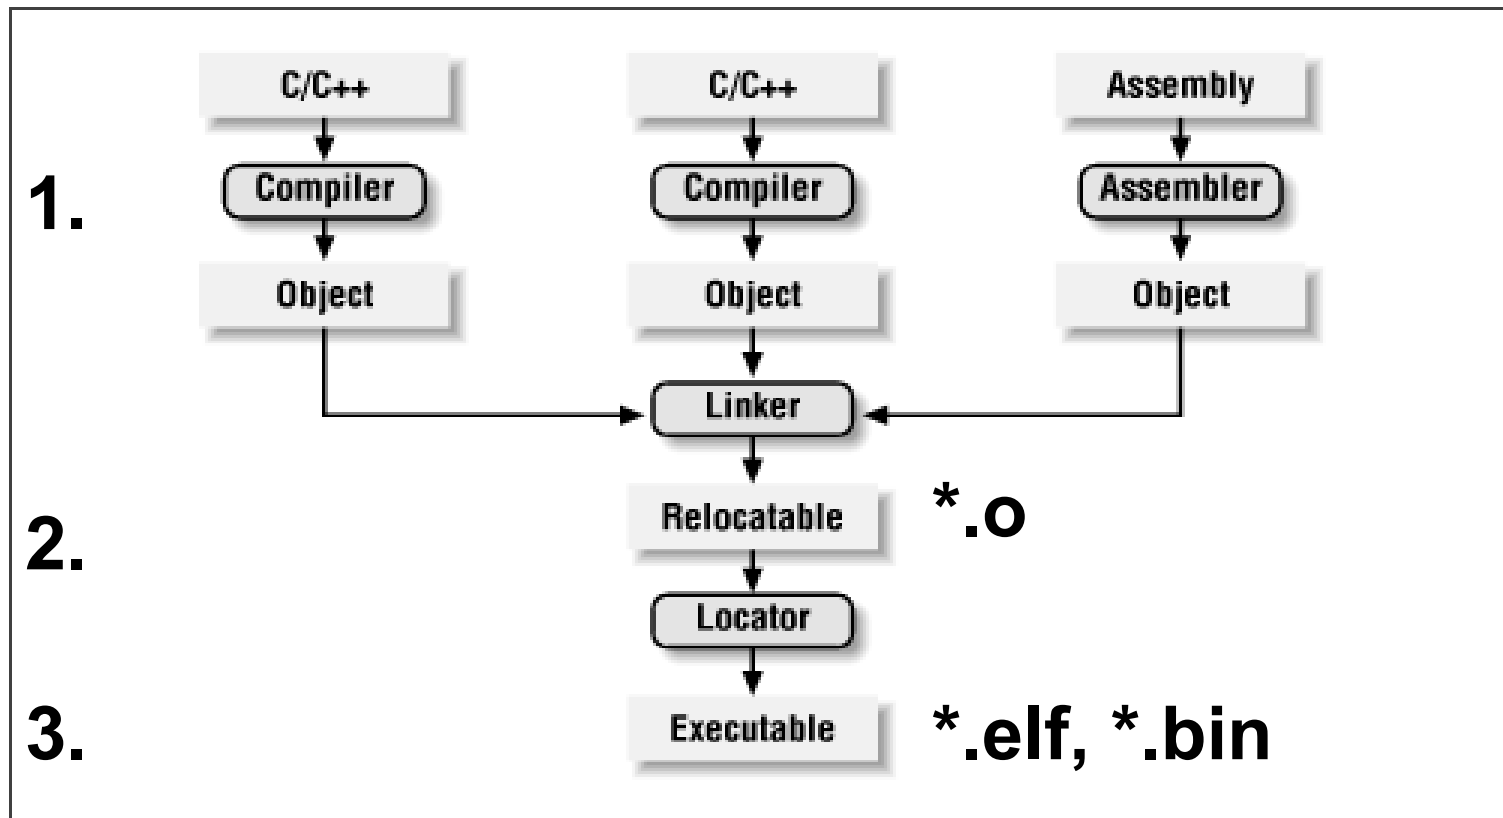 C/C++ C/C++ Assembly
1. Compiler Compiler Assembler
Object Object Object
Linker
Relocatable *.o
2.
Locator
3. Executable *.elf, *.bin